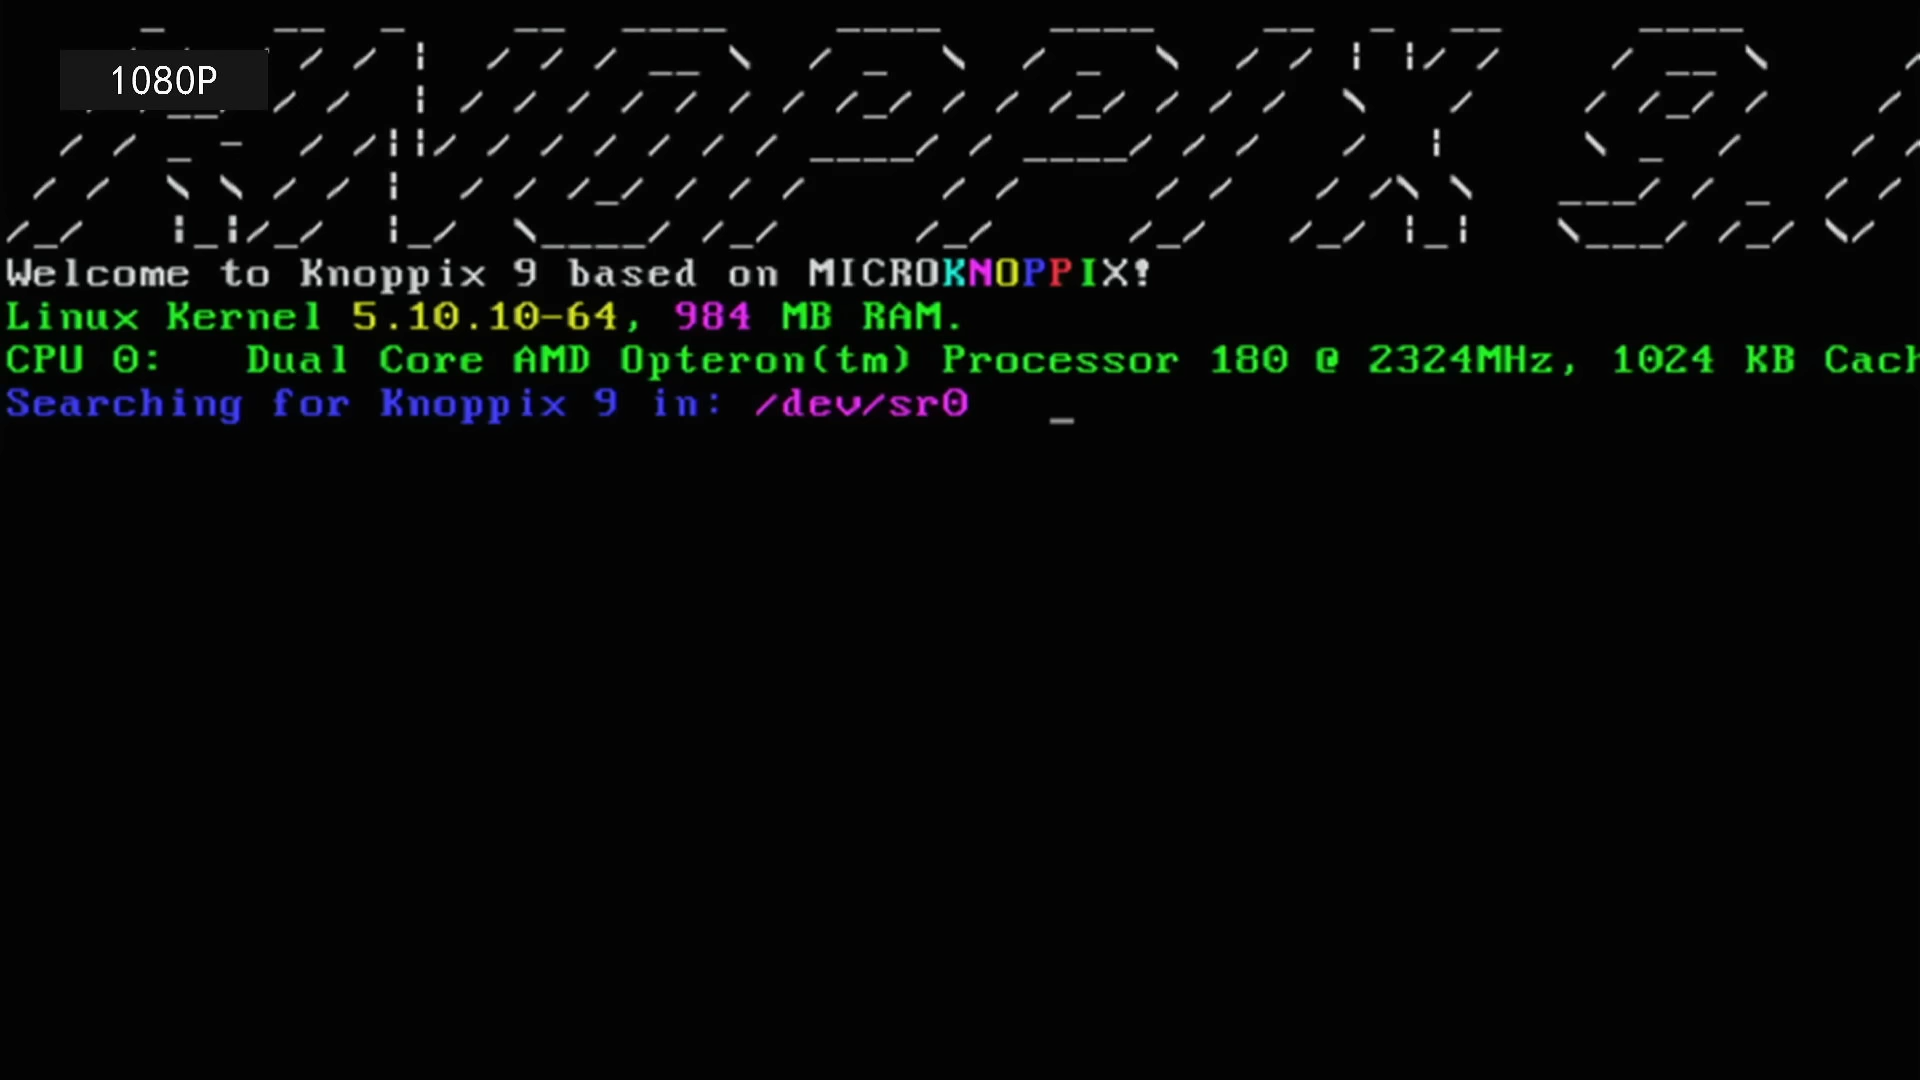 1080P
Welcome to Knoppix 9 based on MICROKNOPPIX!
Linux Kernel 5.10.10-64, 984 MB RAM.
CPU 0:   Dual Core AMD Opteron(tm) Processor 180 @ 2324MHz, 1024 KB Cach
Searching for Knoppix 9 in: /dev/sr0   _